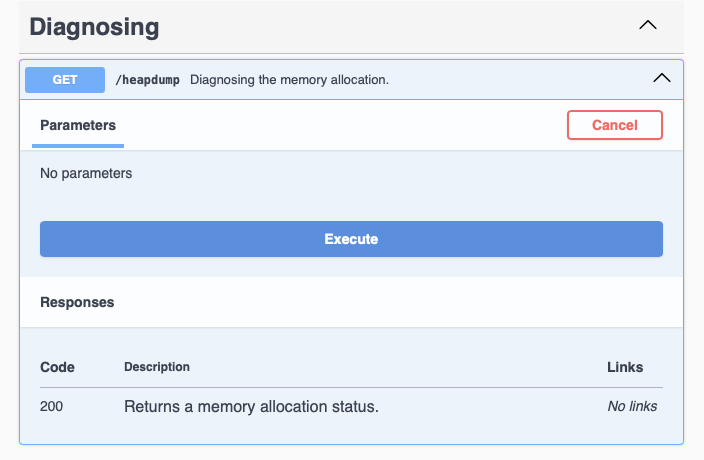 Diagnosing
GET /heapdump Diagnosing the memory allocation.
Parameters Cancel
No parameters
Execute
Responses
Code Description Links
200 Returns a memory allocation status. No links